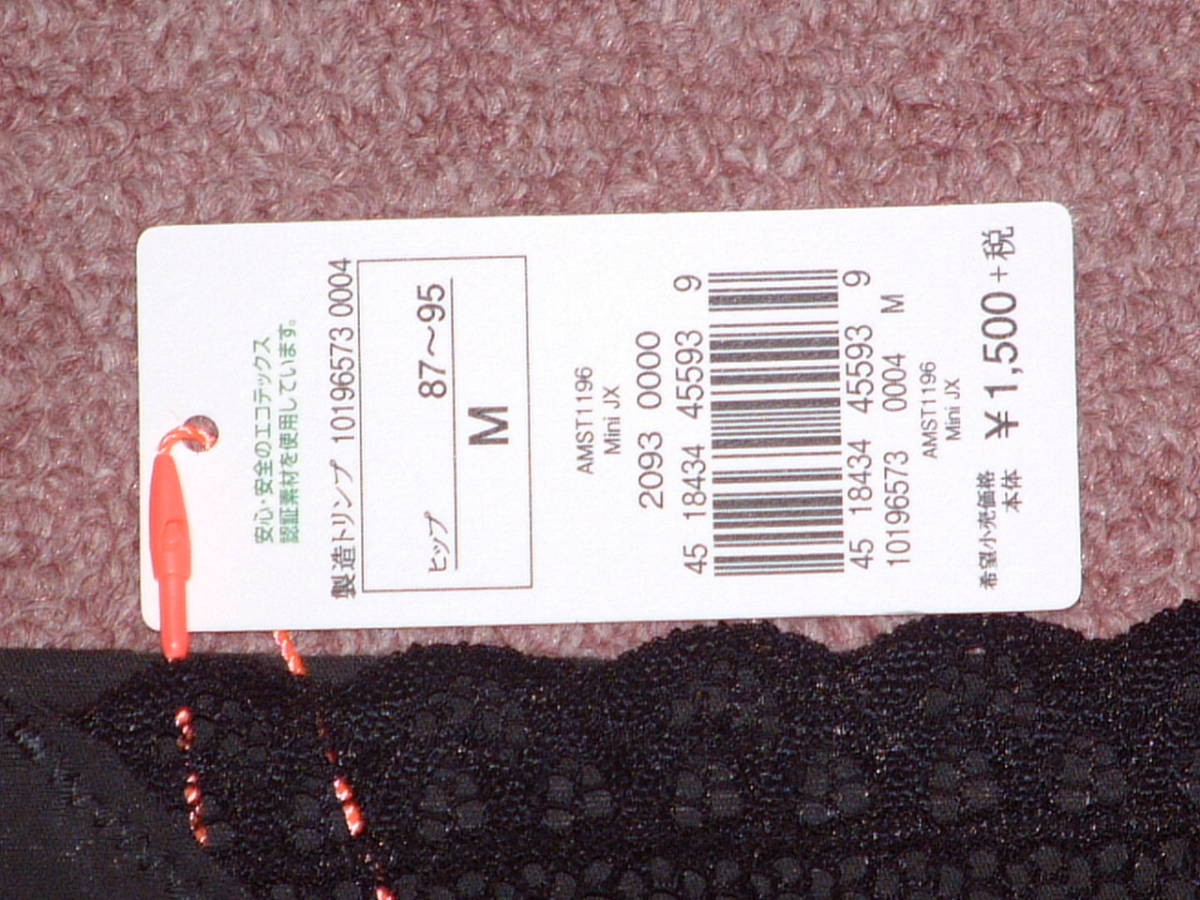 安心・安全のエコテックス
認証素材を使用しています。
製造トリンプ 10196573 0004
ヒップ 87〜95
M
AMST1196
Mini JX
2093 0000
45 18434 45593 9
45 18434 45593 9
10196573 0004 M
AMST1196
Mini JX
希望小売価格
本体 ¥1,500+税